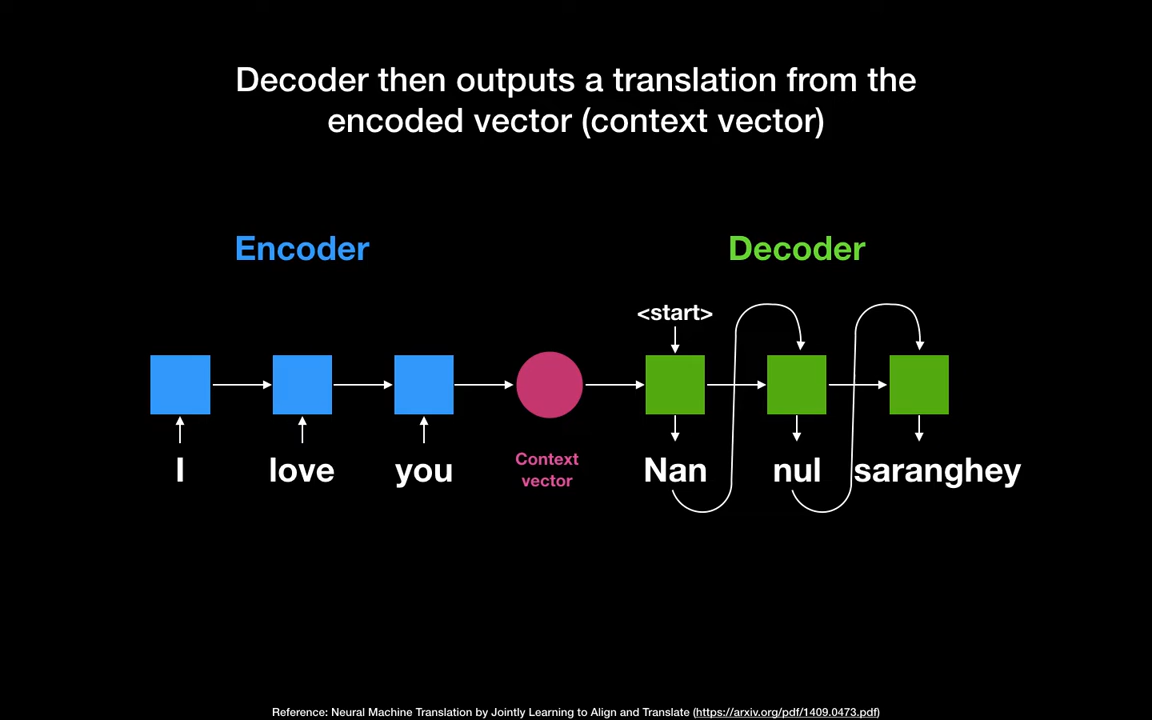 Decoder then outputs a translation from the
encoded vector (context vector)
Encoder
Decoder
<start>
I
love
you
Context
vector
Nan
nul
saranghey
Reference: Neural Machine Translation by Jointly Learning to Align and Translate (https://arxiv.org/pdf/1409.0473.pdf)